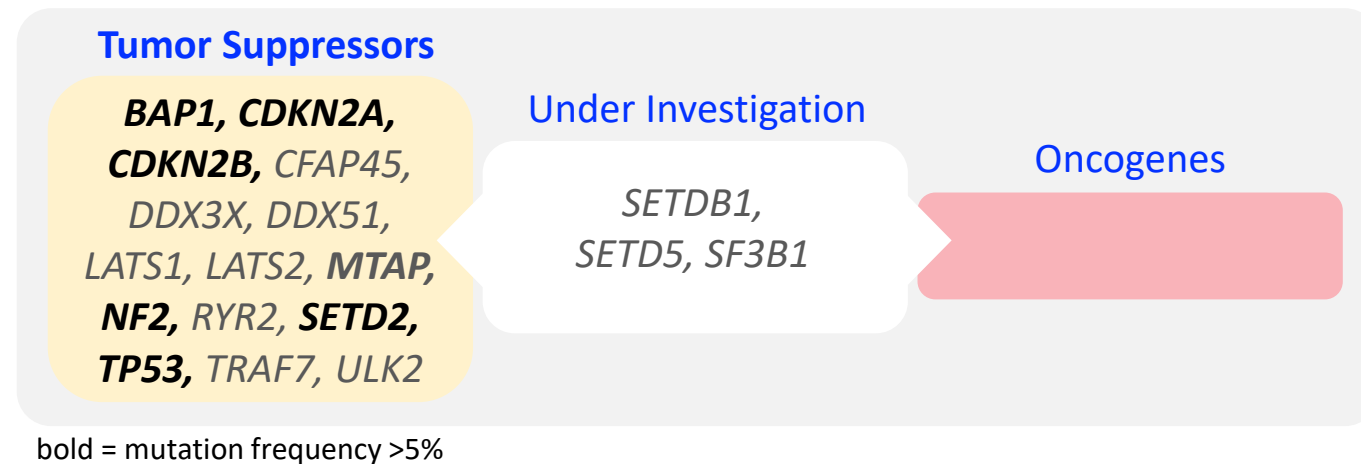 Tumor Suppressors
BAP1, CDKN2A,
CDKN2B, CFAP45,
DDX3X, DDX51,
LATS1, LATS2, MTAP,
NF2, RYR2, SETD2,
TP53, TRAF7, ULK2
Under Investigation
SETDB1,
SETD5, SF3B1
Oncogenes
bold = mutation frequency >5%